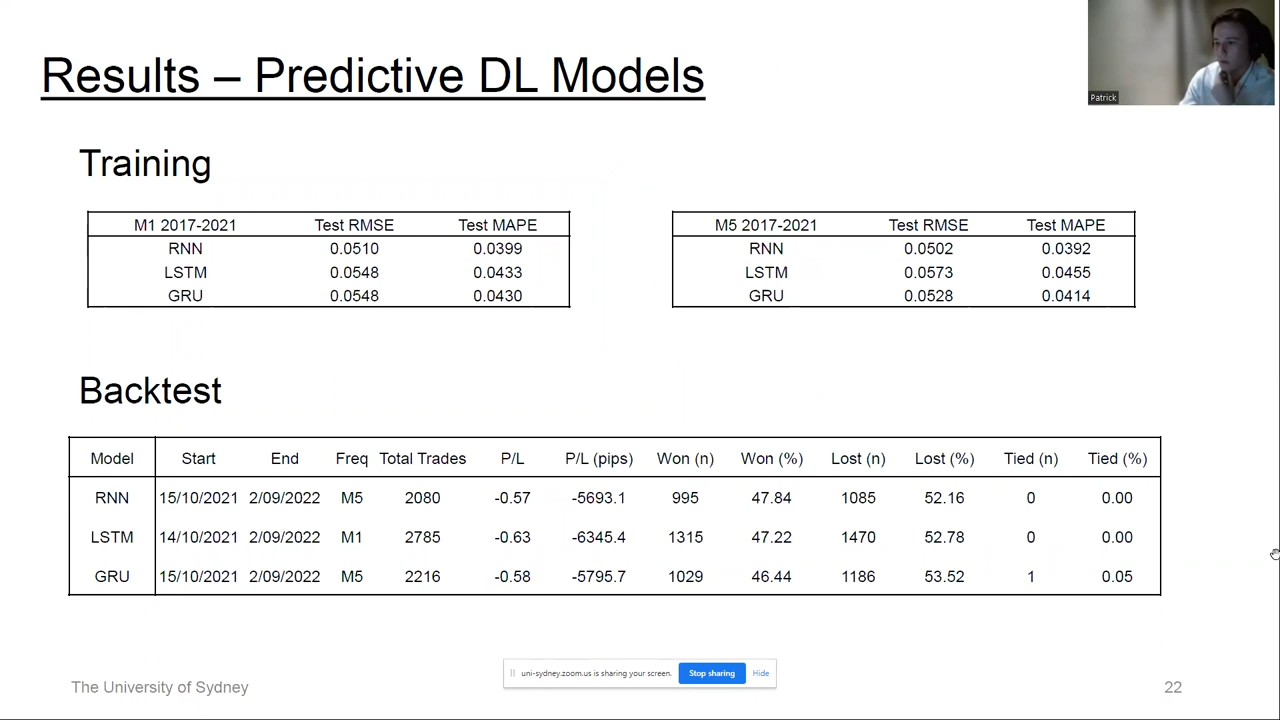 Results – Predictive DL Models
Patrick
Training
M1 2017-2021 Test RMSE Test MAPE
RNN 0.0510 0.0399
LSTM 0.0548 0.0433
GRU 0.0548 0.0430
M5 2017-2021 Test RMSE Test MAPE
RNN 0.0502 0.0392
LSTM 0.0573 0.0455
GRU 0.0528 0.0414
Backtest
Model Start End Freq Total Trades P/L P/L (pips) Won (n) Won (%) Lost (n) Lost (%) Tied (n) Tied (%)
RNN 15/10/2021 2/09/2022 M5 2080 -0.57 -5693.1 995 47.84 1085 52.16 0 0.00
LSTM 14/10/2021 2/09/2022 M1 2785 -0.63 -6345.4 1315 47.22 1470 52.78 0 0.00
GRU 15/10/2021 2/09/2022 M5 2216 -0.58 -5795.7 1029 46.44 1186 53.52 1 0.05
uni-sydney.zoom.us is sharing your screen. Stop sharing Hide
The University of Sydney 22